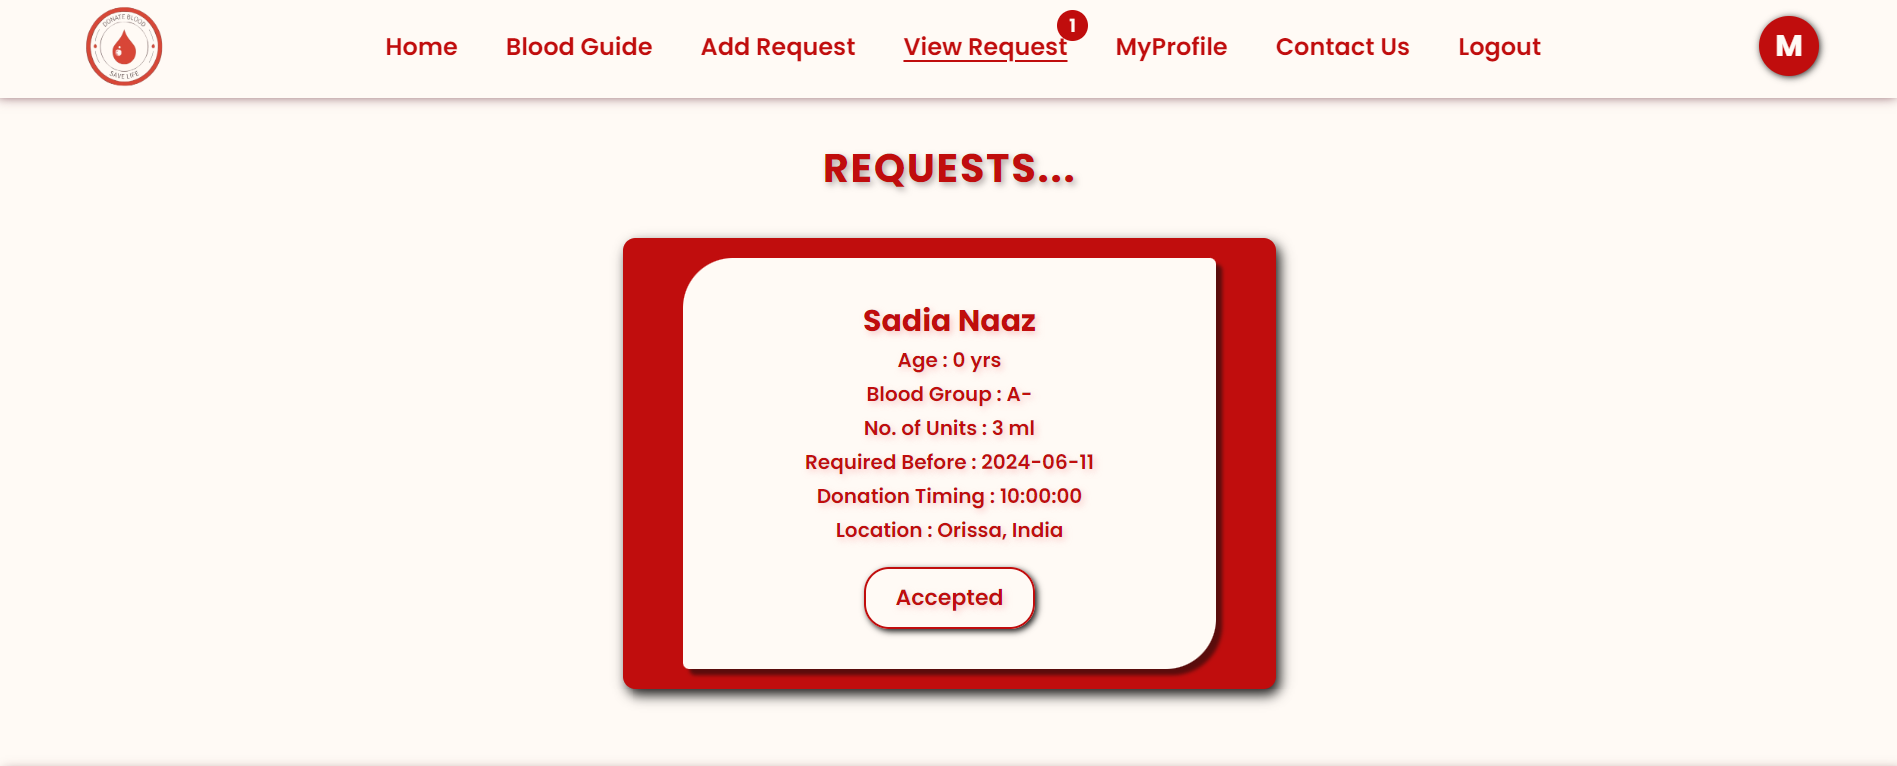 DONATE BLOOD
SAVE LIFE
Home Blood Guide Add Request View Request 1 MyProfile Contact Us Logout M
REQUESTS...
Sadia Naaz
Age : 0 yrs
Blood Group : A-
No. of Units : 3 ml
Required Before : 2024-06-11
Donation Timing : 10:00:00
Location : Orissa, India
Accepted